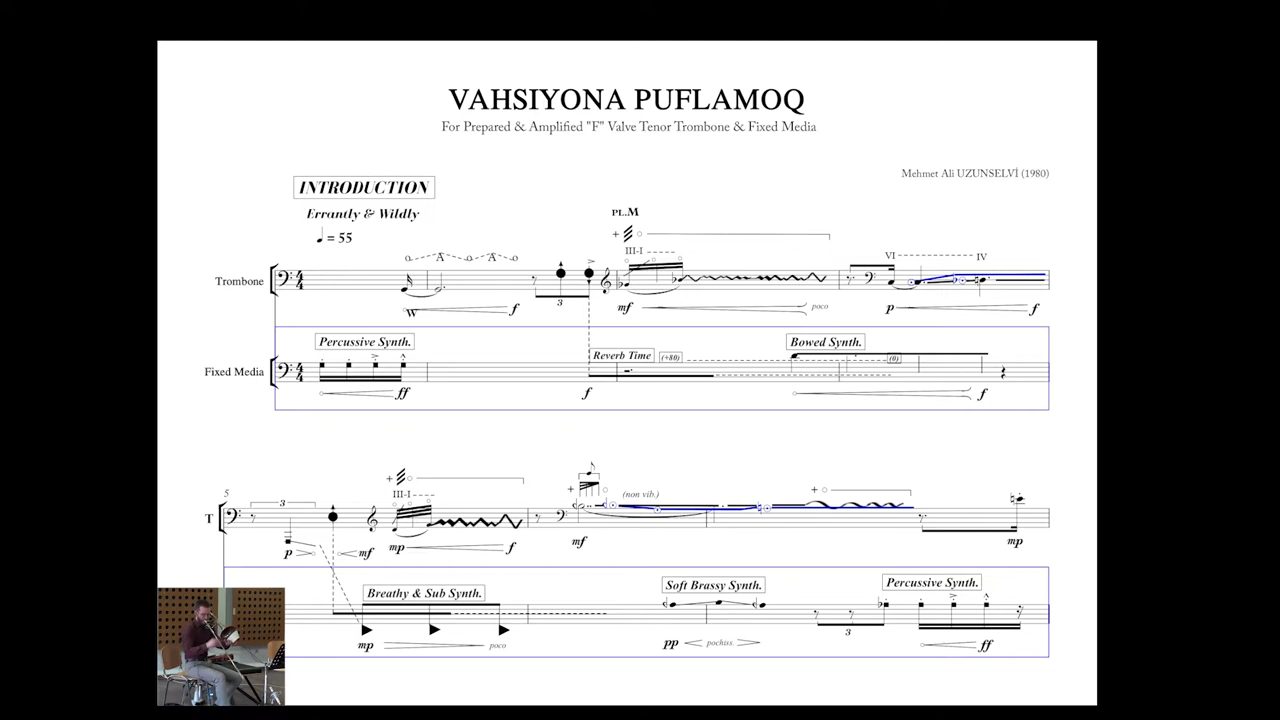 VAHSIYONA PUFLAMOQ
For Prepared & Amplified "F" Valve Tenor Trombone & Fixed Media
Mehmet Ali UZUNSELVİ (1980)
INTRODUCTION
Errantly & Wildly
♩ = 55
PL.M
+ ○
III-I
VI IV
o A o A o
Trombone
3
w f mf poco p f
Percussive Synth.
Reverb Time (+80)
Bowed Synth.
(0)
Fixed Media
ff f f
5
3
III-I
+ ○
(non vib.)
+ ○
T
p mf mp f mf mp
Breathy & Sub Synth.
Soft Brassy Synth.
Percussive Synth.
3
mp poco pp pochiss. ff